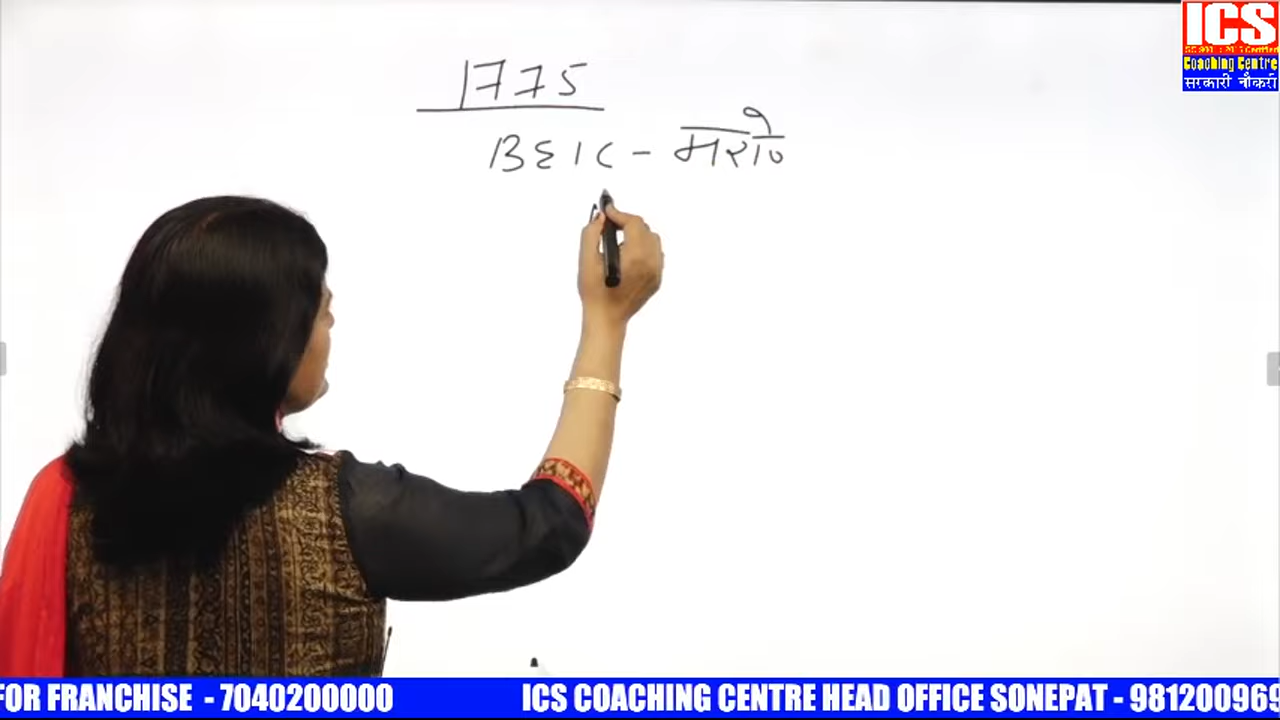 ICS
Coaching Centre
सरकारी नौकरी
1775
BEIC - मराठे
FOR FRANCHISE - 7040200000 ICS COACHING CENTRE HEAD OFFICE SONEPAT - 981200969